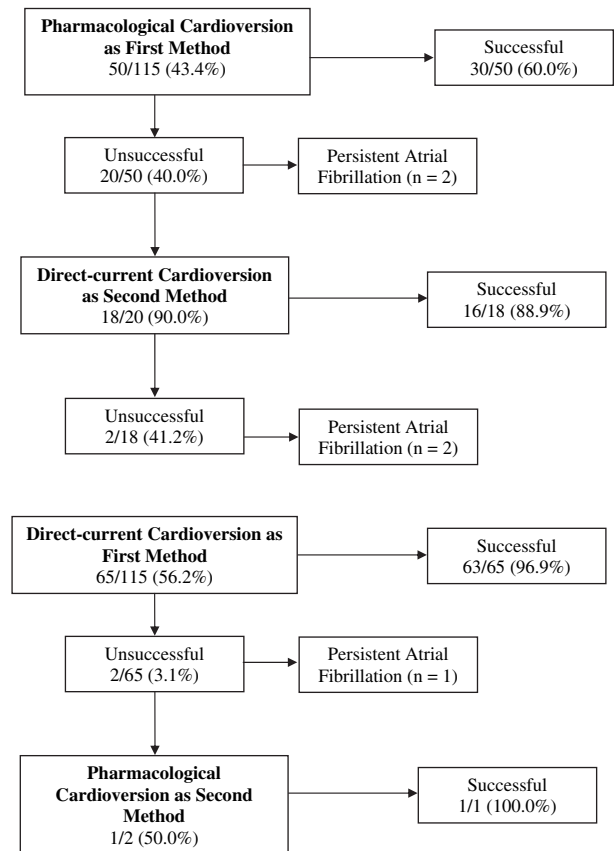 Pharmacological Cardioversion
as First Method
50/115 (43.4%)
Successful
30/50 (60.0%)
Unsuccessful
20/50 (40.0%)
Persistent Atrial
Fibrillation (n = 2)
Direct-current Cardioversion
as Second Method
18/20 (90.0%)
Successful
16/18 (88.9%)
Unsuccessful
2/18 (41.2%)
Persistent Atrial
Fibrillation (n = 2)
Direct-current Cardioversion as
First Method
65/115 (56.2%)
Successful
63/65 (96.9%)
Unsuccessful
2/65 (3.1%)
Persistent Atrial
Fibrillation (n = 1)
Pharmacological
Cardioversion as Second
Method
1/2 (50.0%)
Successful
1/1 (100.0%)